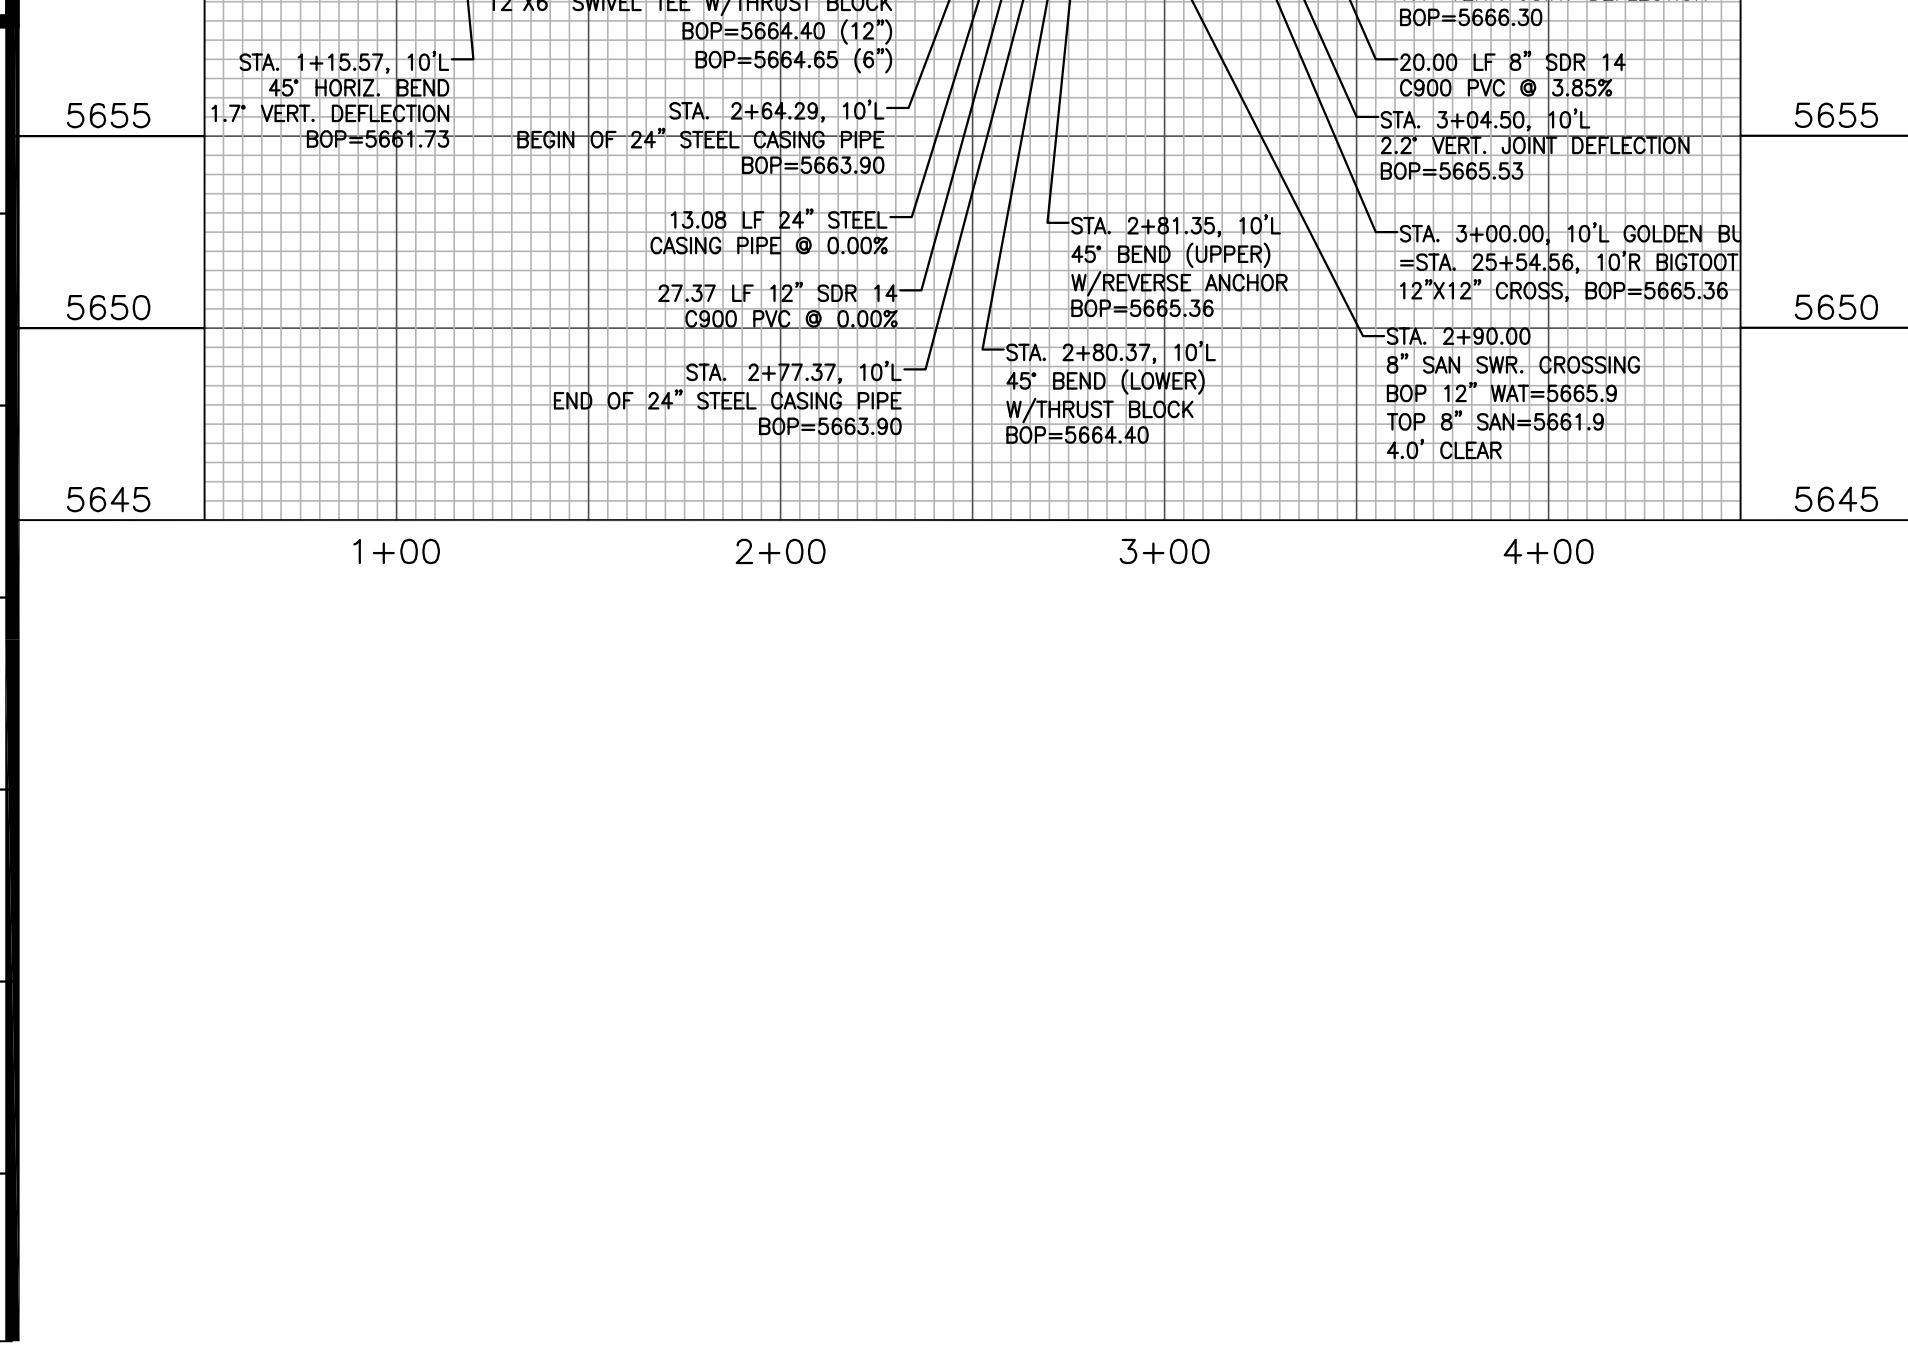 12"X6" SWIVEL TEE W/THRUST BLOCK
BOP=5664.40 (12")
BOP=5664.65 (6")
STA. 1+15.57, 10'L
45° HORIZ. BEND
1.7° VERT. DEFLECTION
BOP=5661.73
STA. 2+64.29, 10'L
BEGIN OF 24" STEEL CASING PIPE
BOP=5663.90
13.08 LF 24" STEEL
CASING PIPE @ 0.00%
27.37 LF 12" SDR 14
C900 PVC @ 0.00%
STA. 2+77.37, 10'L
END OF 24" STEEL CASING PIPE
BOP=5663.90
STA. 2+81.35, 10'L
45° BEND (UPPER)
W/REVERSE ANCHOR
BOP=5665.36
STA. 2+80.37, 10'L
45° BEND (LOWER)
W/THRUST BLOCK
BOP=5664.40
BOP=5666.30
20.00 LF 8" SDR 14
C900 PVC @ 3.85%
STA. 3+04.50, 10'L
2.2° VERT. JOINT DEFLECTION
BOP=5665.53
STA. 3+00.00, 10'L GOLDEN BU
=STA. 25+54.56, 10'R BIGTOOT
12"X12" CROSS, BOP=5665.36
STA. 2+90.00
8" SAN SWR. CROSSING
BOP 12" WAT=5665.9
TOP 8" SAN=5661.9
4.0' CLEAR
5655
5655
5650
5650
5645
5645
1+00
2+00
3+00
4+00